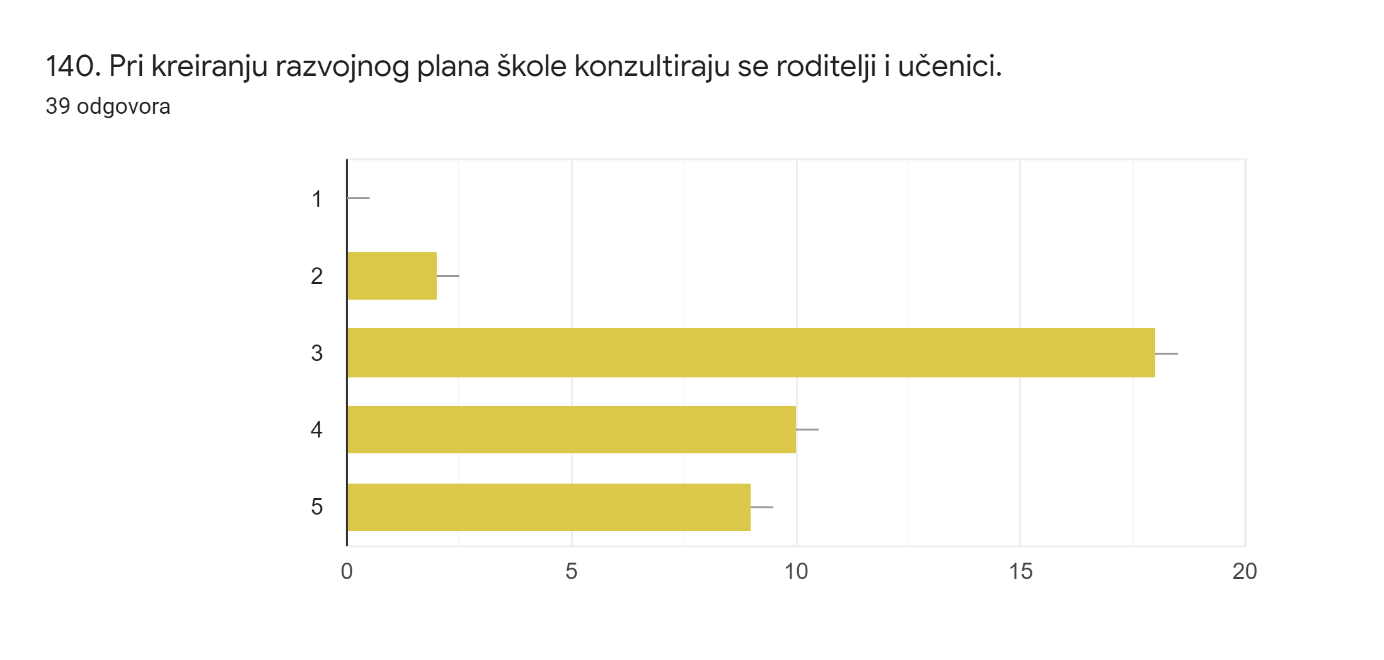 140. Pri kreiranju razvojnog plana škole konzultiraju se roditelji i učenici.
39 odgovora
1
2
3
4
5
0 5 10 15 20